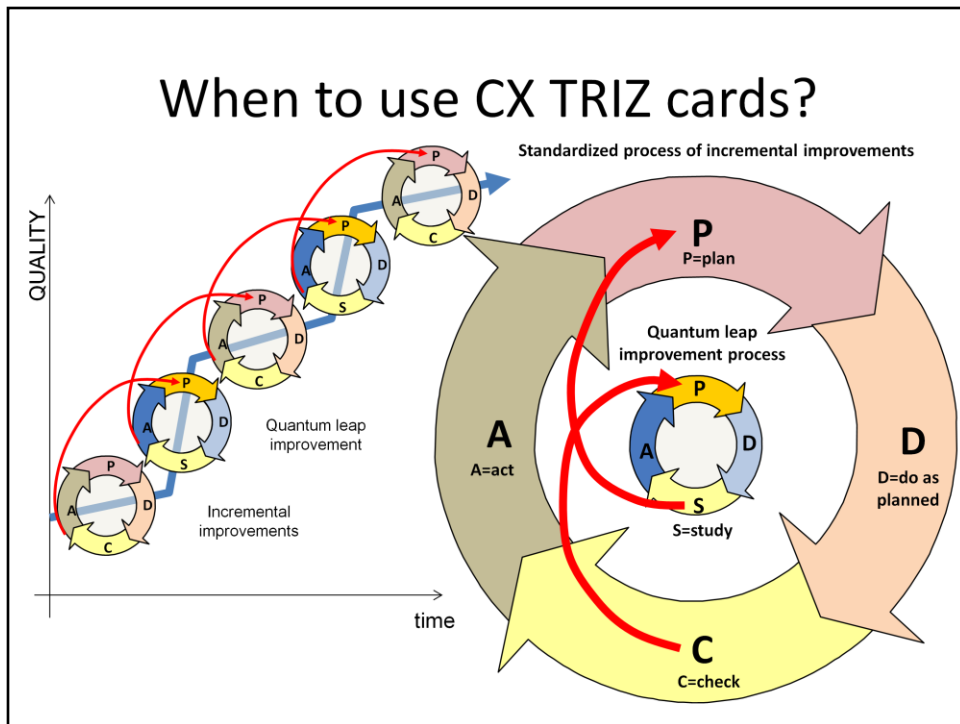 When to use CX TRIZ cards?
Standardized process of incremental improvements
QUALITY
time
P
D
C
A
P
D
S
A
P
D
C
A
P
D
S
A
P
D
C
A
Quantum leap
improvement
Incremental
improvements
P
P=plan
D
D=do as
planned
C
C=check
A
A=act
Quantum leap
improvement process
P
D
S
A
S=study